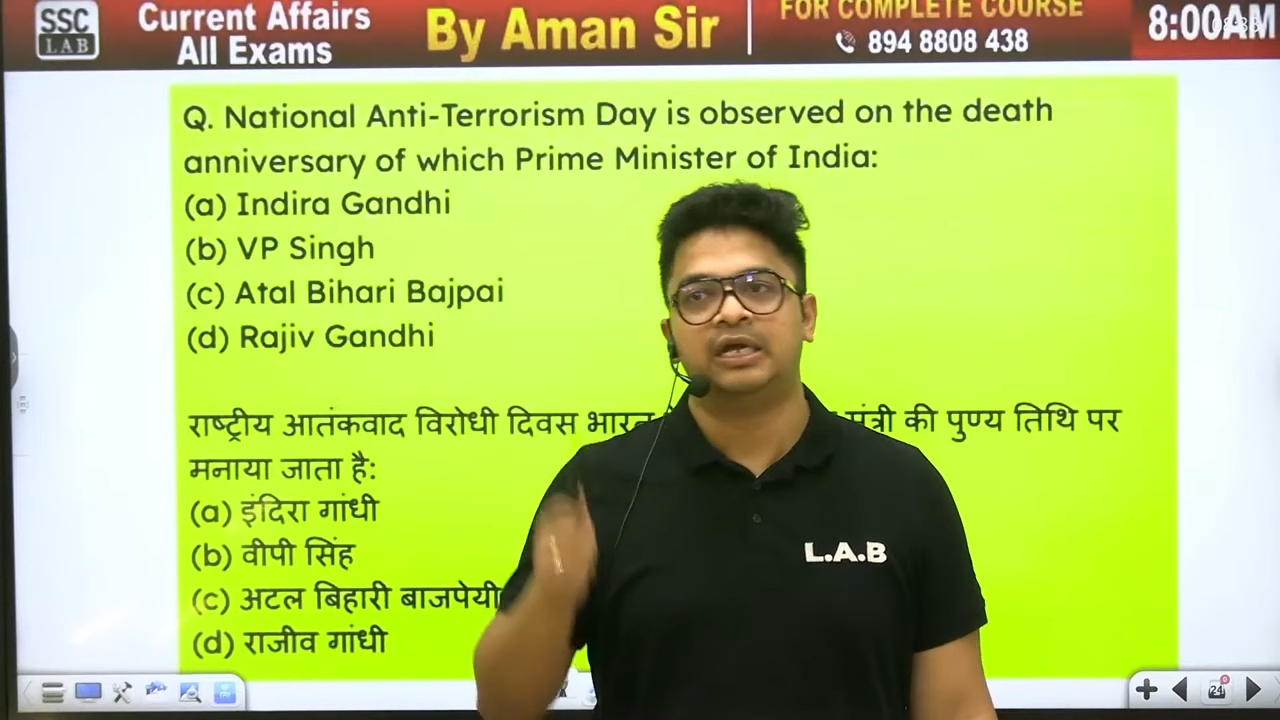 SSC
LAB
Current Affairs
All Exams
By Aman Sir
FOR COMPLETE COURSE
894 8808 438
8:00AM
Q. National Anti-Terrorism Day is observed on the death
anniversary of which Prime Minister of India:
(a) Indira Gandhi
(b) VP Singh
(c) Atal Bihari Bajpai
(d) Rajiv Gandhi
राष्ट्रीय आतंकवाद विरोधी दिवस भारत मंत्री की पुण्य तिथि पर
मनाया जाता है:
(a) इंदिरा गांधी
(b) वीपी सिंह
(c) अटल बिहारी बाजपेयी
(d) राजीव गांधी
L.A.B
24